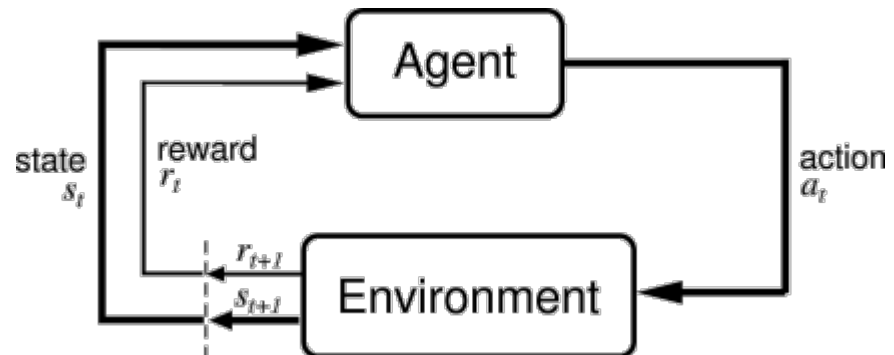 Agent
state
s_t
reward
r_t
action
a_t
r_{t+1}
Environment
s_{t+1}